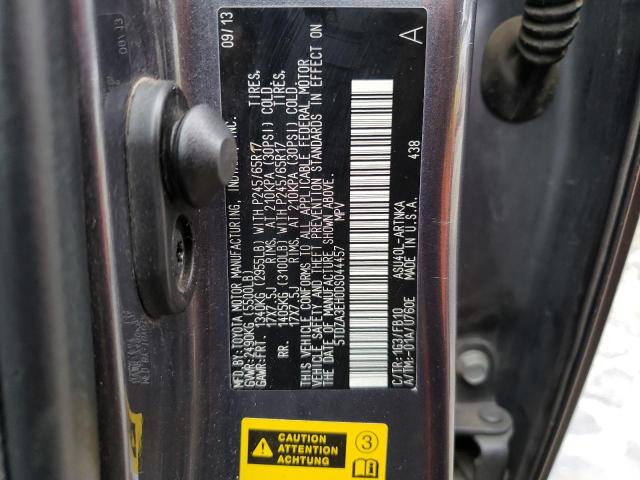 09/13
MFD. BY: TOYOTA MOTOR MANUFACTURING, INDIANA, INC.
GVWR: 2490KG (5500LB)
GAWR: FRT. 1340KG (2955LB) WITH P245/65R17 TIRES,
17X7.5J RIMS, AT 210KPA (30PSI) COLD.
RR. 1405KG (3100LB) WITH P245/65R17 TIRES,
17X7.5J RIMS, AT 210KPA (30PSI) COLD.
THIS VEHICLE CONFORMS TO ALL APPLICABLE FEDERAL MOTOR
VEHICLE SAFETY AND THEFT PREVENTION STANDARDS IN EFFECT ON
THE DATE OF MANUFACTURE SHOWN ABOVE.
5TDZA3EH0DS044457 MPV
A
438
C/TR: 1G3/FB10 ASU40L-ARTNKA
A/TM: -01A/U760E MADE IN U.S.A.
CAUTION
ATTENTION
ACHTUNG
3